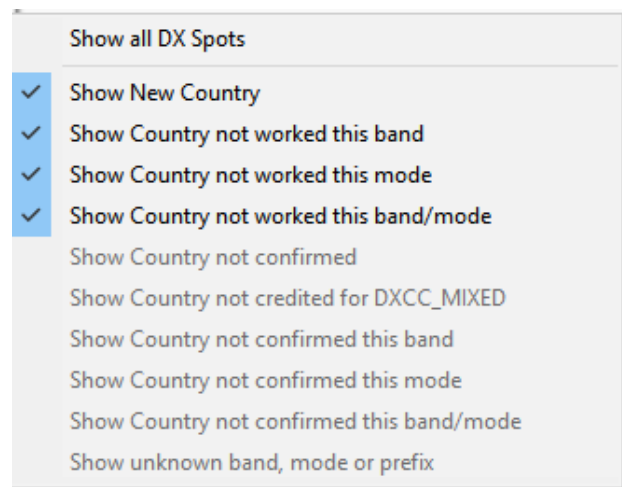 Show all DX Spots
Show New Country
Show Country not worked this band
Show Country not worked this mode
Show Country not worked this band/mode
Show Country not confirmed
Show Country not credited for DXCC_MIXED
Show Country not confirmed this band
Show Country not confirmed this mode
Show Country not confirmed this band/mode
Show unknown band, mode or prefix